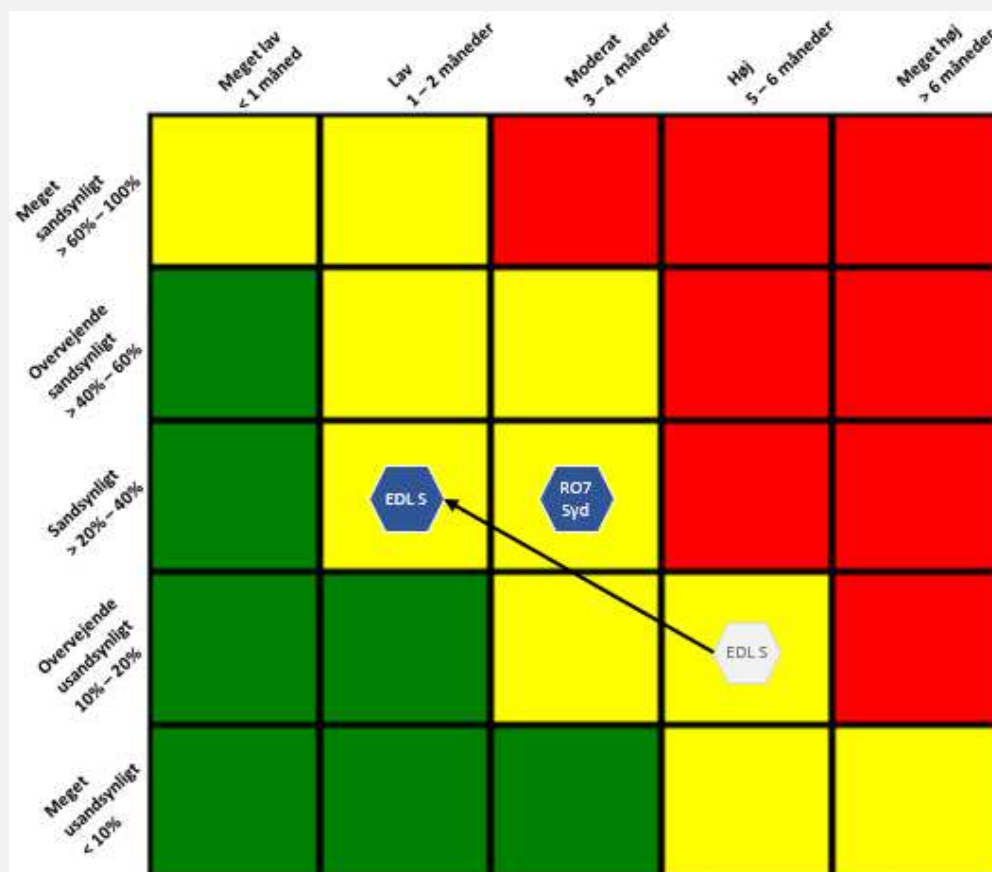 Meget lav
< 1 måned
Lav
1 – 2 måneder
Moderat
3 – 4 måneder
Høj
5 – 6 måneder
Meget høj
> 6 måneder
Meget
sandsynligt
> 60% – 100%
Overvejende
sandsynligt
> 40% – 60%
Sandsynligt
> 20% – 40%
EDL S
RO7
Syd
Overvejende
usandsynligt
10% – 20%
EDL S
Meget
usandsynligt
< 10%